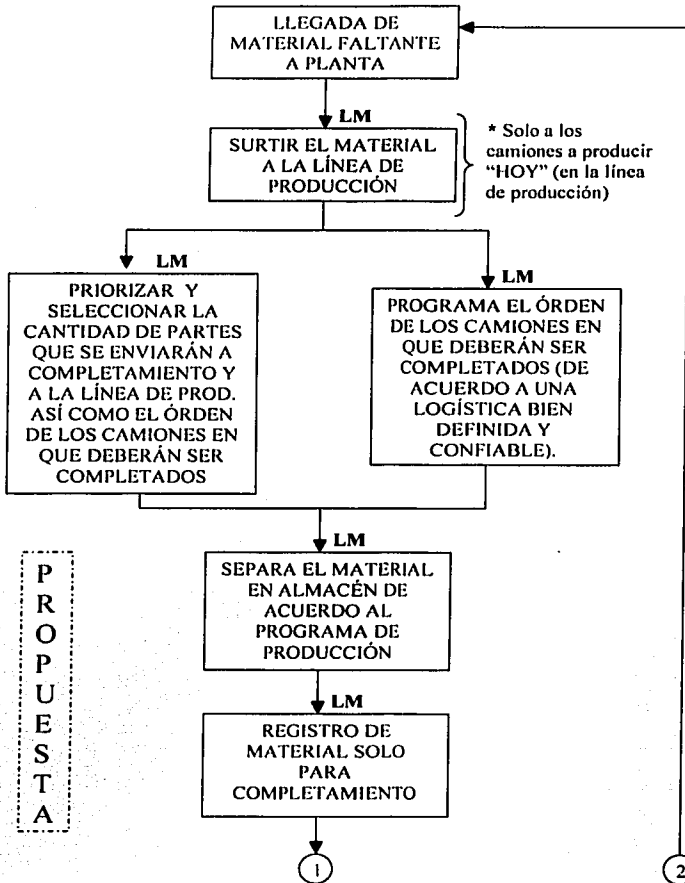 LLEGADA DE
MATERIAL FALTANTE
A PLANTA
LM
SURTIR EL MATERIAL
A LA LÍNEA DE
PRODUCCIÓN
* Solo a los
camiones a producir
“HOY” (en la línea
de producción)
LM
PRIORIZAR Y
SELECCIONAR LA
CANTIDAD DE PARTES
QUE SE ENVIARÁN A
COMPLETAMIENTO Y
A LA LÍNEA DE PROD.
ASÍ COMO EL ÓRDEN
DE LOS CAMIONES EN
QUE DEBERÁN SER
COMPLETADOS
LM
PROGRAMA EL ÓRDEN
DE LOS CAMIONES EN
QUE DEBERÁN SER
COMPLETADOS (DE
ACUERDO A UNA
LOGÍSTICA BIEN
DEFINIDA Y
CONFIABLE).
LM
SEPARA EL MATERIAL
EN ALMACÉN DE
ACUERDO AL
PROGRAMA DE
PRODUCCIÓN
LM
REGISTRO DE
MATERIAL SOLO
PARA
COMPLETAMIENTO
PROPUESTA
1
2